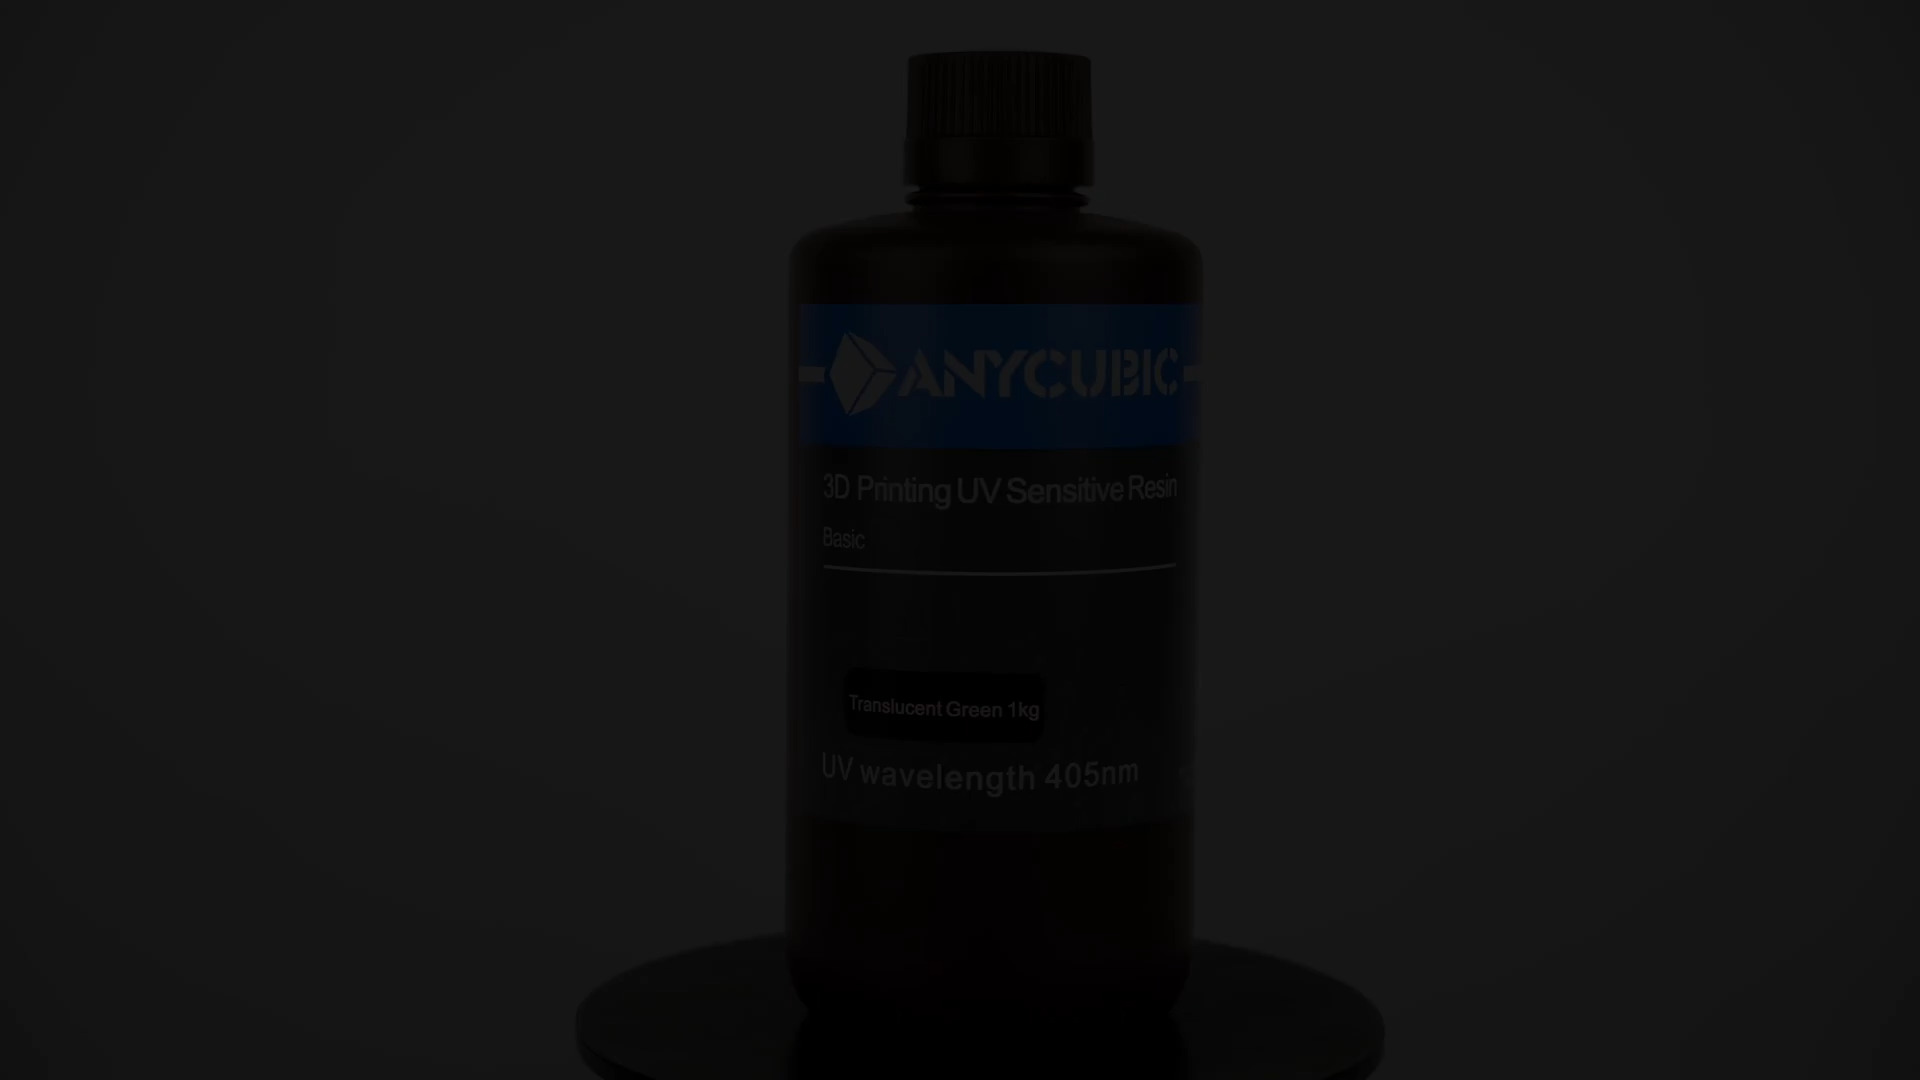 ANYCUBIC
3D Printing UV Sensitive Resin
Basic
Translucent Green 1kg
UV wavelength 405nm